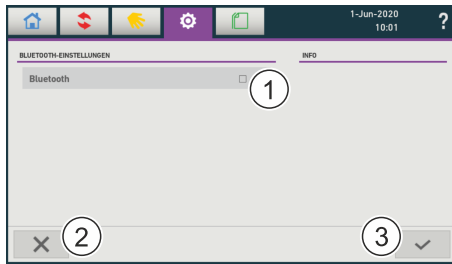 1-Jun-2020
10:01
?
BLUETOOTH-EINSTELLUNGEN
INFO
Bluetooth
1
2
3